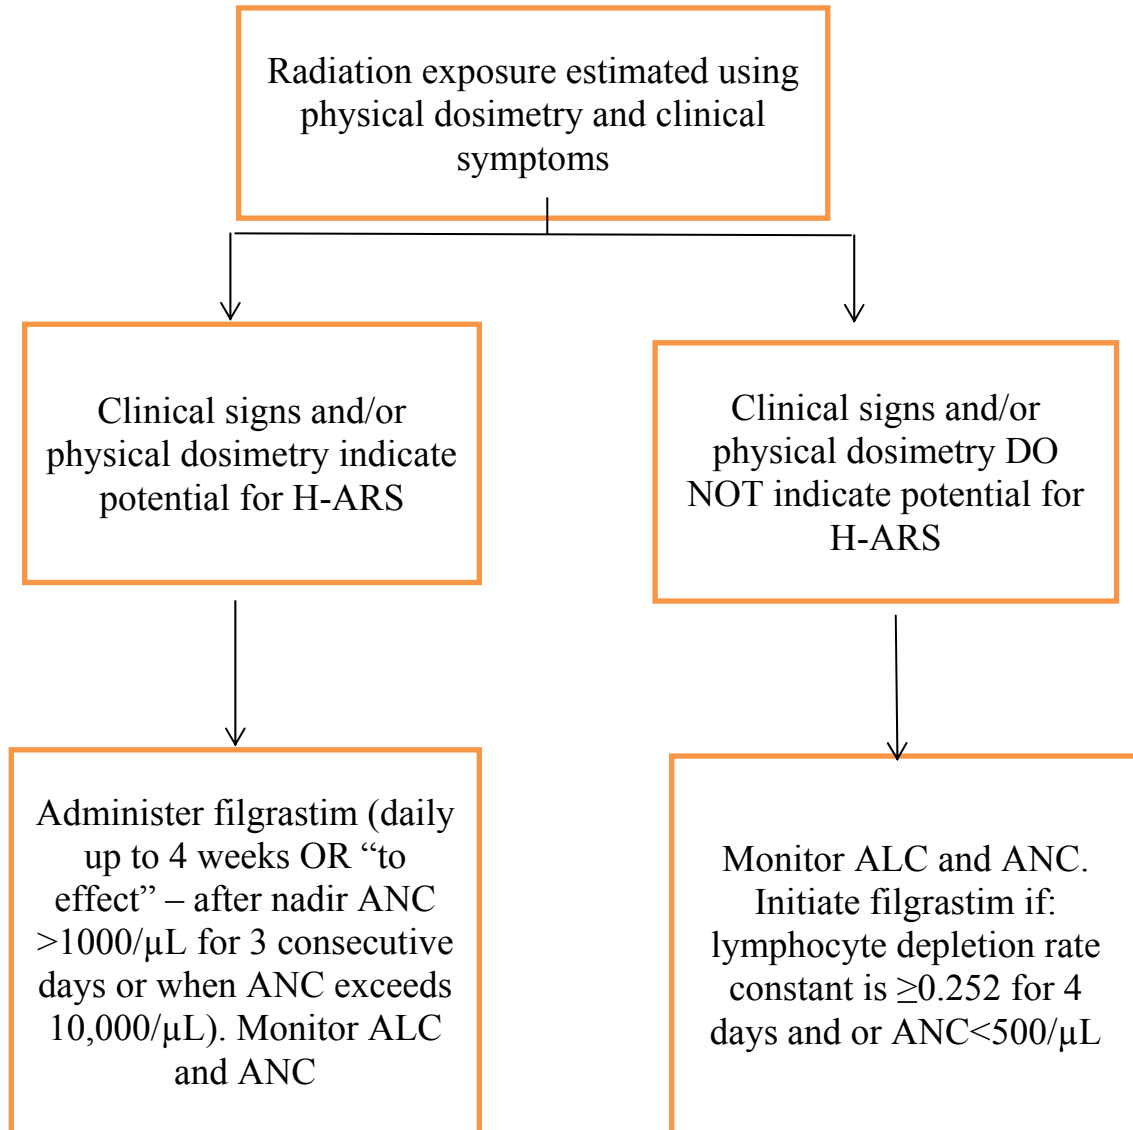 Radiation exposure estimated using
physical dosimetry and clinical
symptoms
Clinical signs and/or
physical dosimetry indicate
potential for H-ARS
Clinical signs and/or
physical dosimetry DO
NOT indicate potential for
H-ARS
Administer filgrastim (daily
up to 4 weeks OR “to
effect” – after nadir ANC
>1000/µL for 3 consecutive
days or when ANC exceeds
10,000/µL). Monitor ALC
and ANC
Monitor ALC and ANC.
Initiate filgrastim if:
lymphocyte depletion rate
constant is ≥0.252 for 4
days and or ANC<500/µL